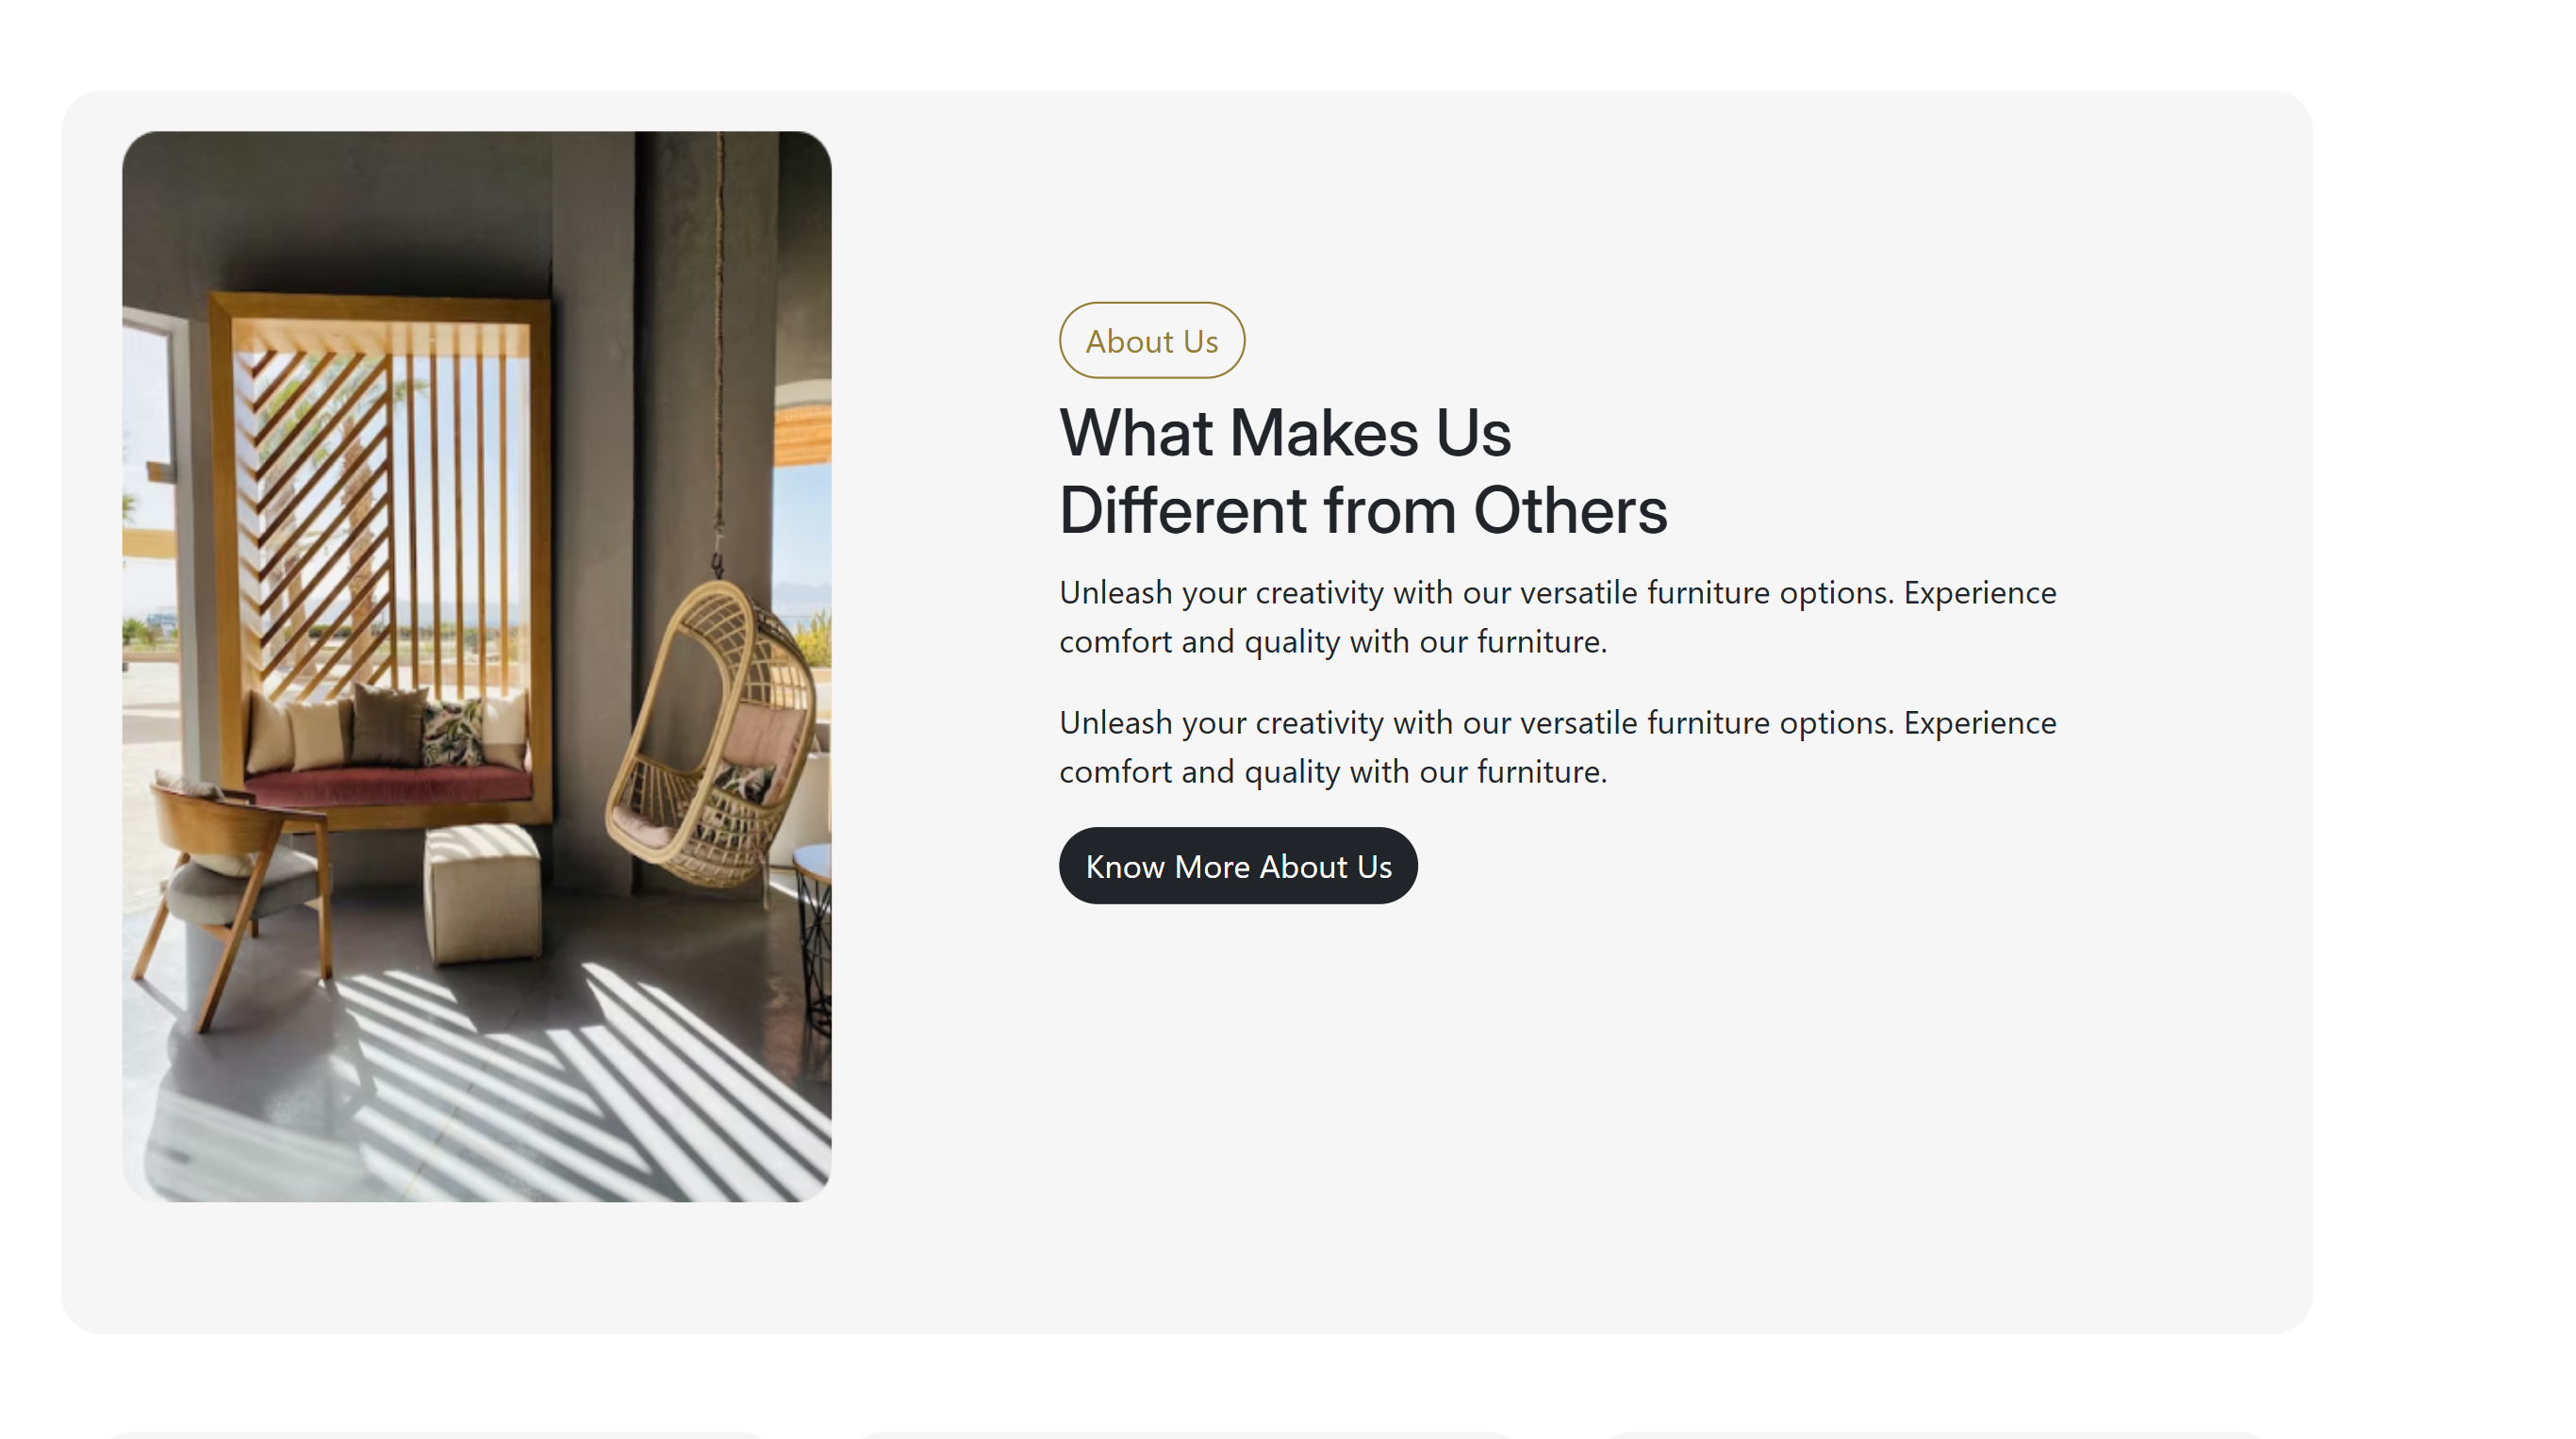 About Us
What Makes Us
Different from Others
Unleash your creativity with our versatile furniture options. Experience
comfort and quality with our furniture.
Unleash your creativity with our versatile furniture options. Experience
comfort and quality with our furniture.
Know More About Us